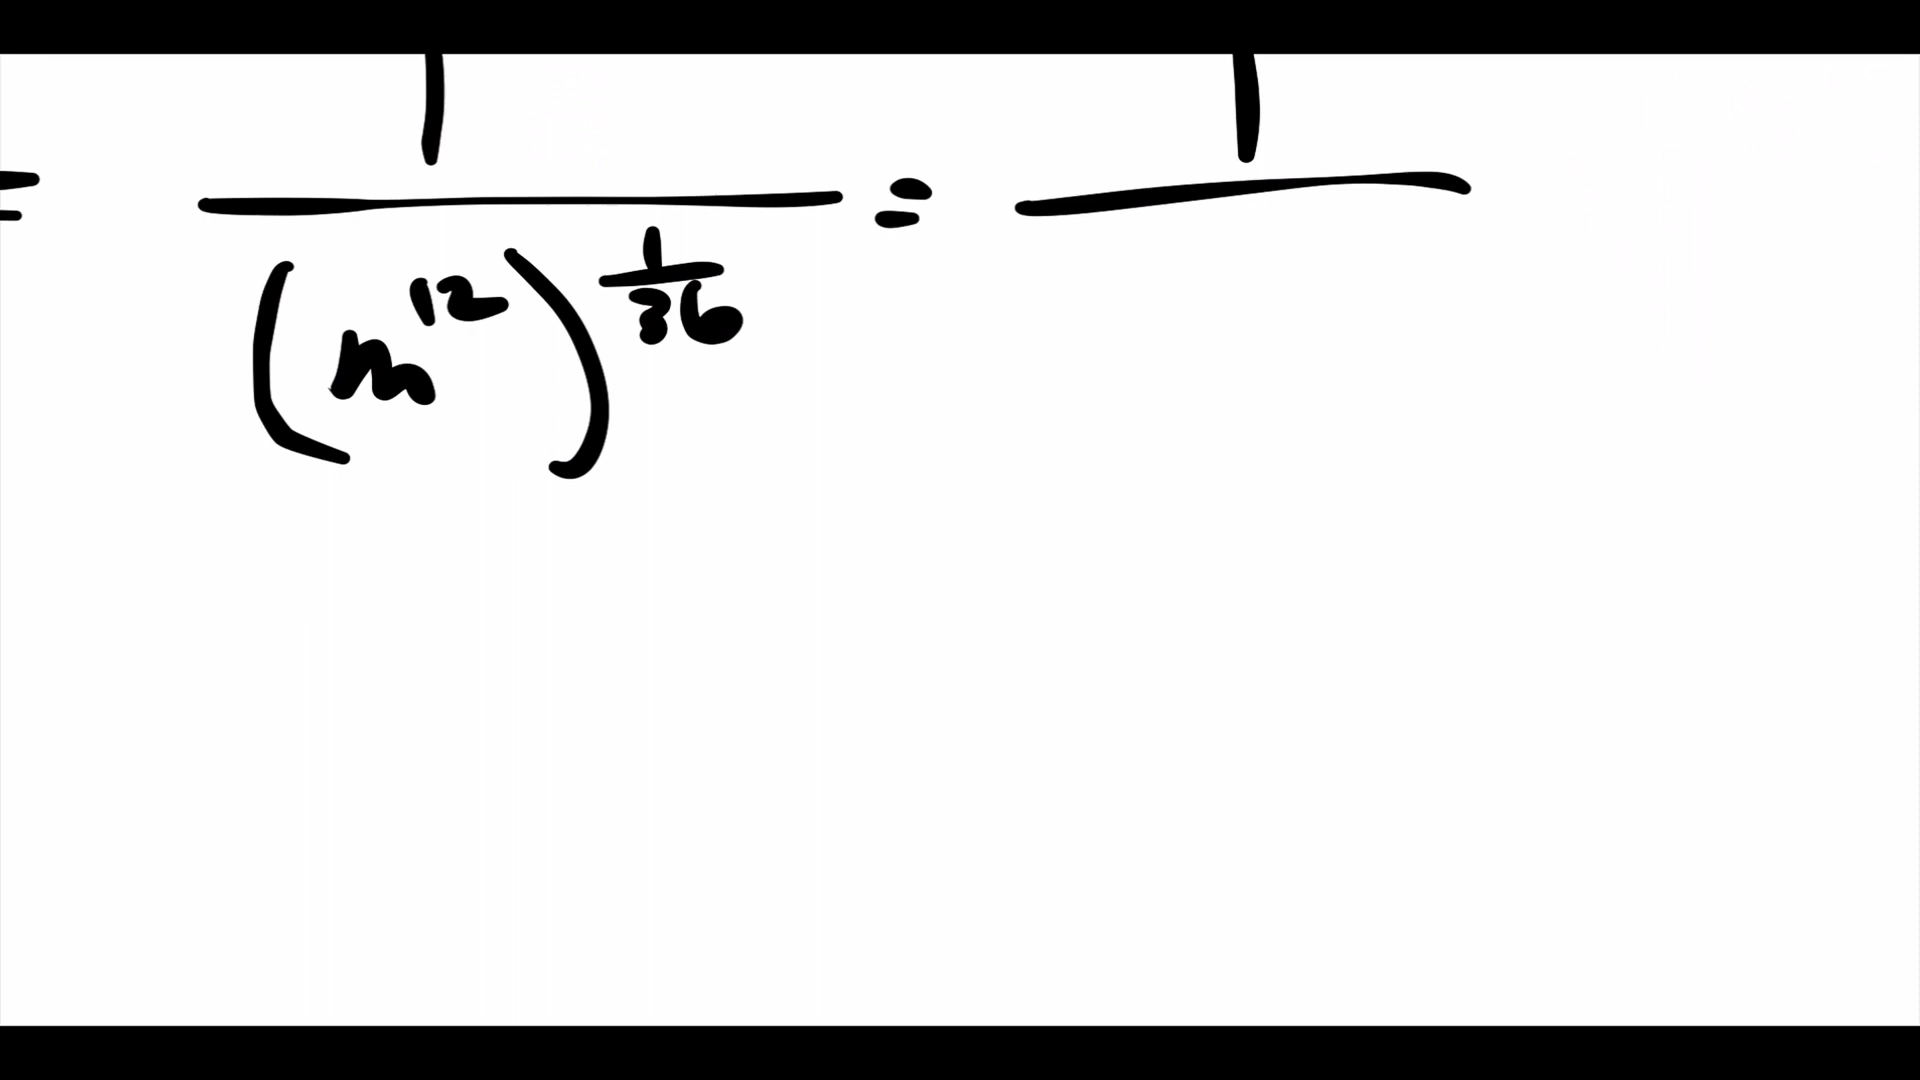 = 1/(m^12)^(1/36) = 1/